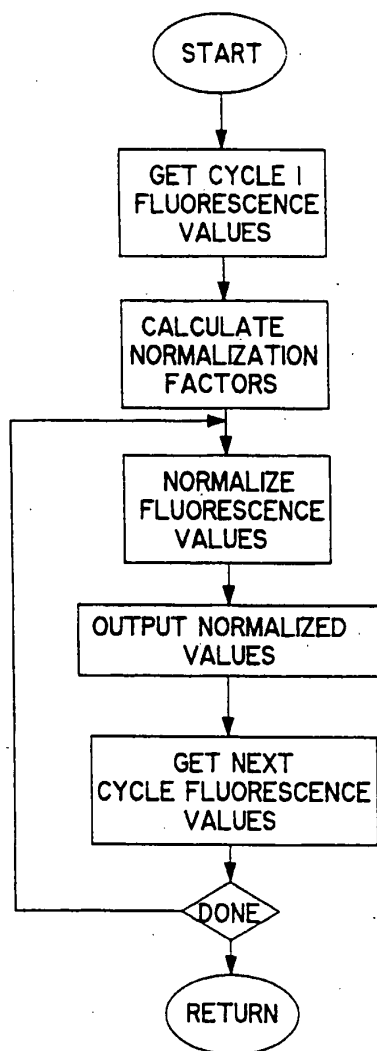 START
GET CYCLE I
FLUORESCENCE
VALUES
CALCULATE
NORMALIZATION
FACTORS
NORMALIZE
FLUORESCENCE
VALUES
OUTPUT NORMALIZED
VALUES
GET NEXT
CYCLE FLUORESCENCE
VALUES
DONE
RETURN